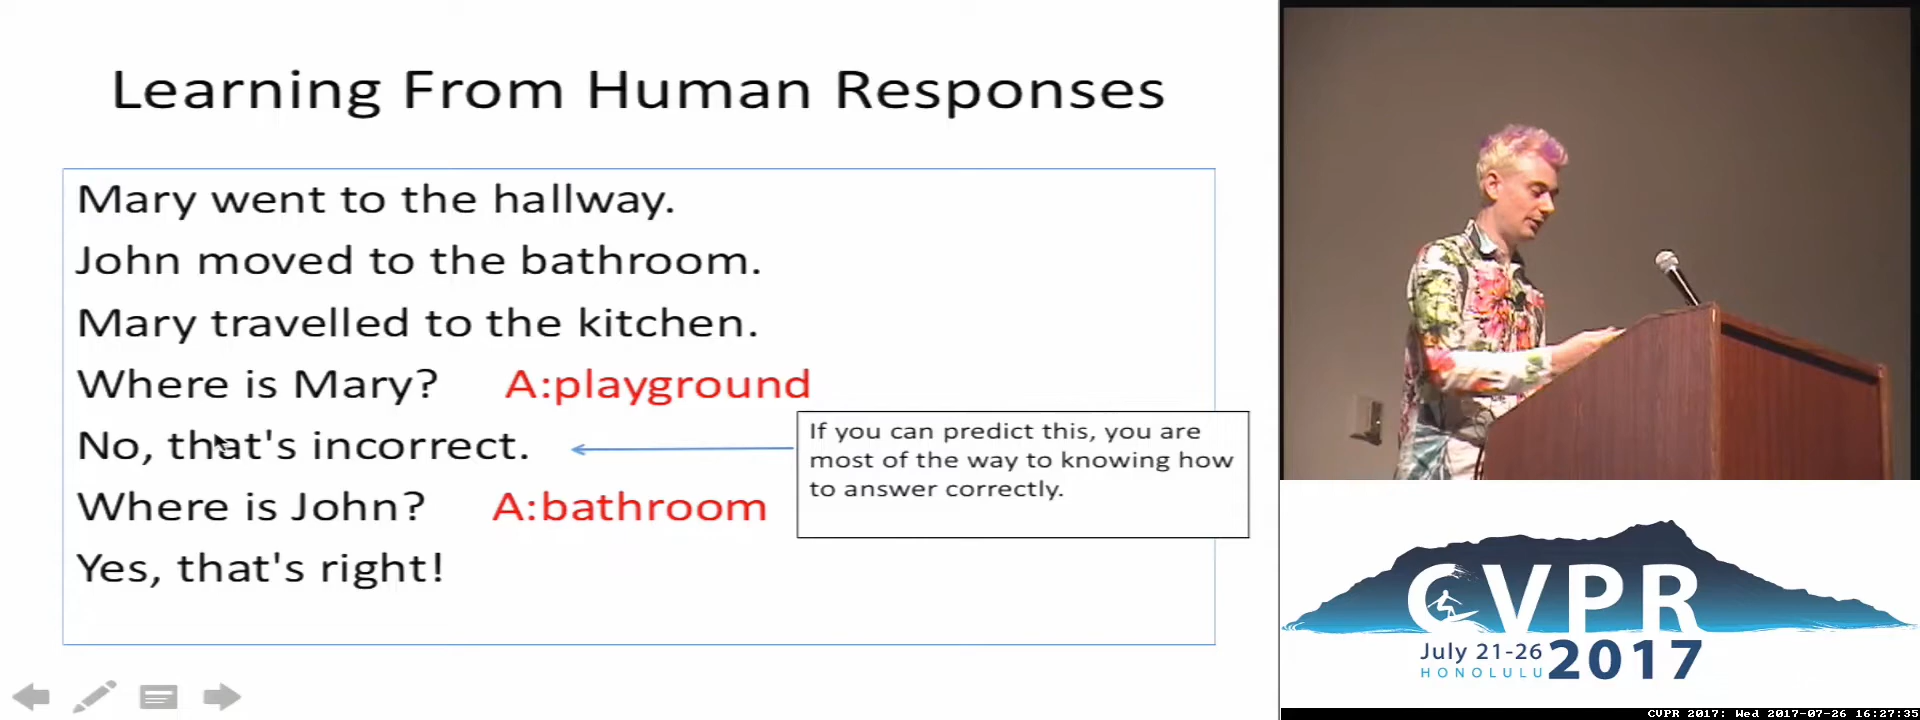 Learning From Human Responses
Mary went to the hallway.
John moved to the bathroom.
Mary travelled to the kitchen.
Where is Mary? A:playground
No, that's incorrect.
If you can predict this, you are
most of the way to knowing how
to answer correctly.
Where is John? A:bathroom
Yes, that's right!
CVPR
July 21-26
HONOLULU
2017
CVPR 2017: Wed 2017-07-26 16:27:35